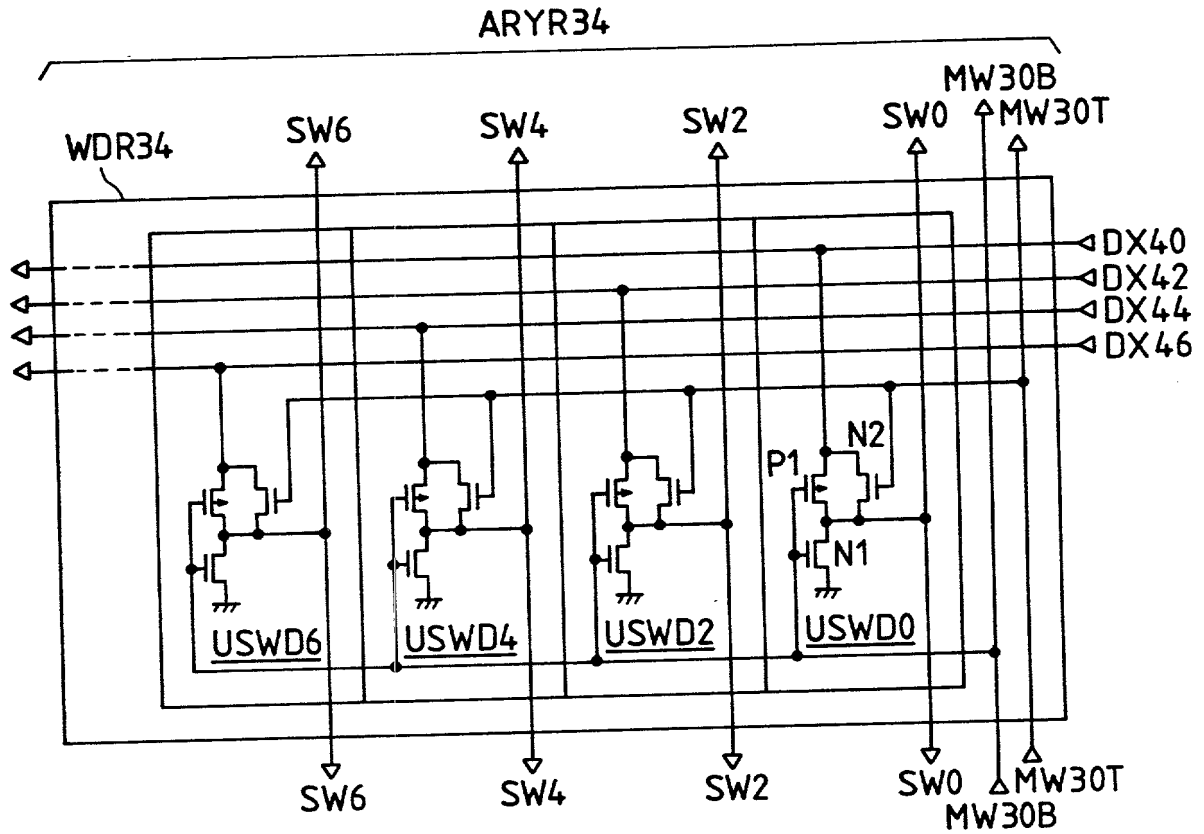 ARYR34
MW30B
SW6 SW4 SW2 SW0 MW30T
WDR34
DX40
DX42
DX44
DX46
P1 N2
N1
USWD6 USWD4 USWD2 USWD0
SW6 SW4 SW2 SW0 MW30T
MW30B